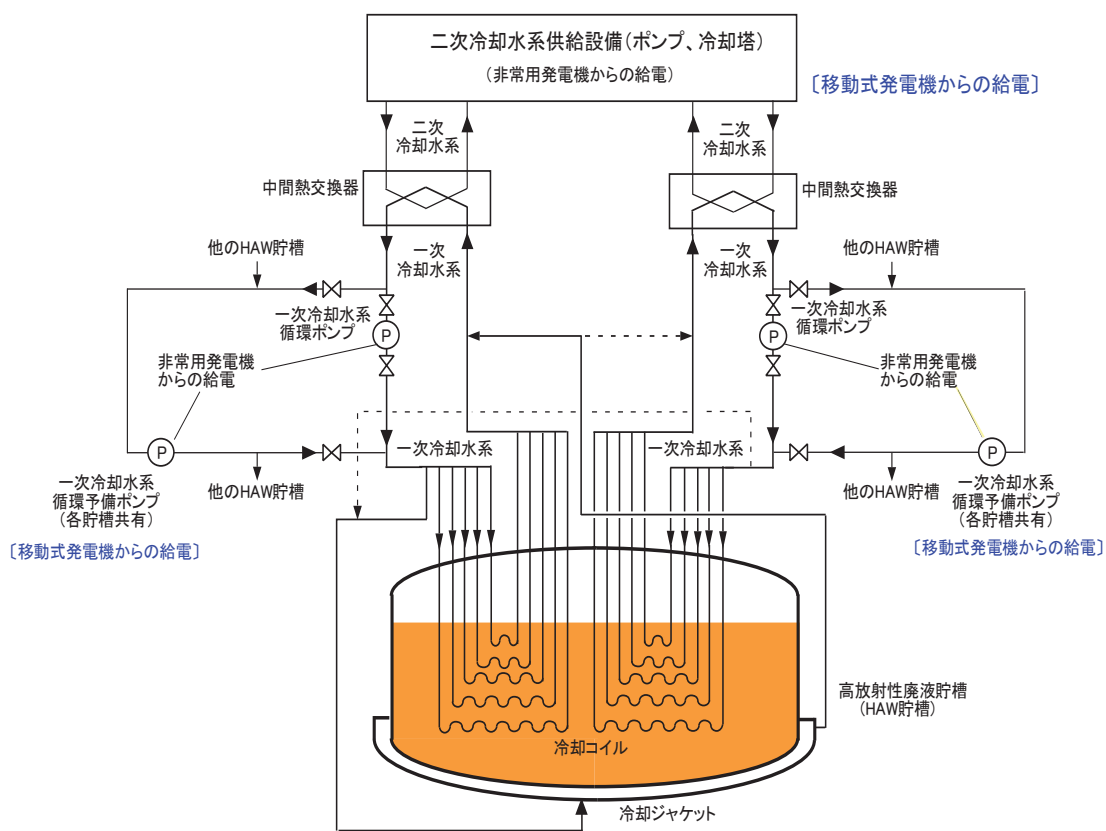 二次冷却水系供給設備(ポンプ、冷却塔)
(非常用発電機からの給電)
〔移動式発電機からの給電〕
二次
冷却水系
二次
冷却水系
中間熱交換器
中間熱交換器
他のHAW貯槽
一次
冷却水系
一次
冷却水系
他のHAW貯槽
一次冷却水系
循環ポンプ
P
P
一次冷却水系
循環ポンプ
非常用発電機
からの給電
非常用発電機
からの給電
P
一次冷却水系
一次冷却水系
P
一次冷却水系
循環予備ポンプ
(各貯槽共有)
他のHAW貯槽
他のHAW貯槽
一次冷却水系
循環予備ポンプ
(各貯槽共有)
〔移動式発電機からの給電〕
〔移動式発電機からの給電〕
高放射性廃液貯槽
(HAW貯槽)
冷却コイル
冷却ジャケット